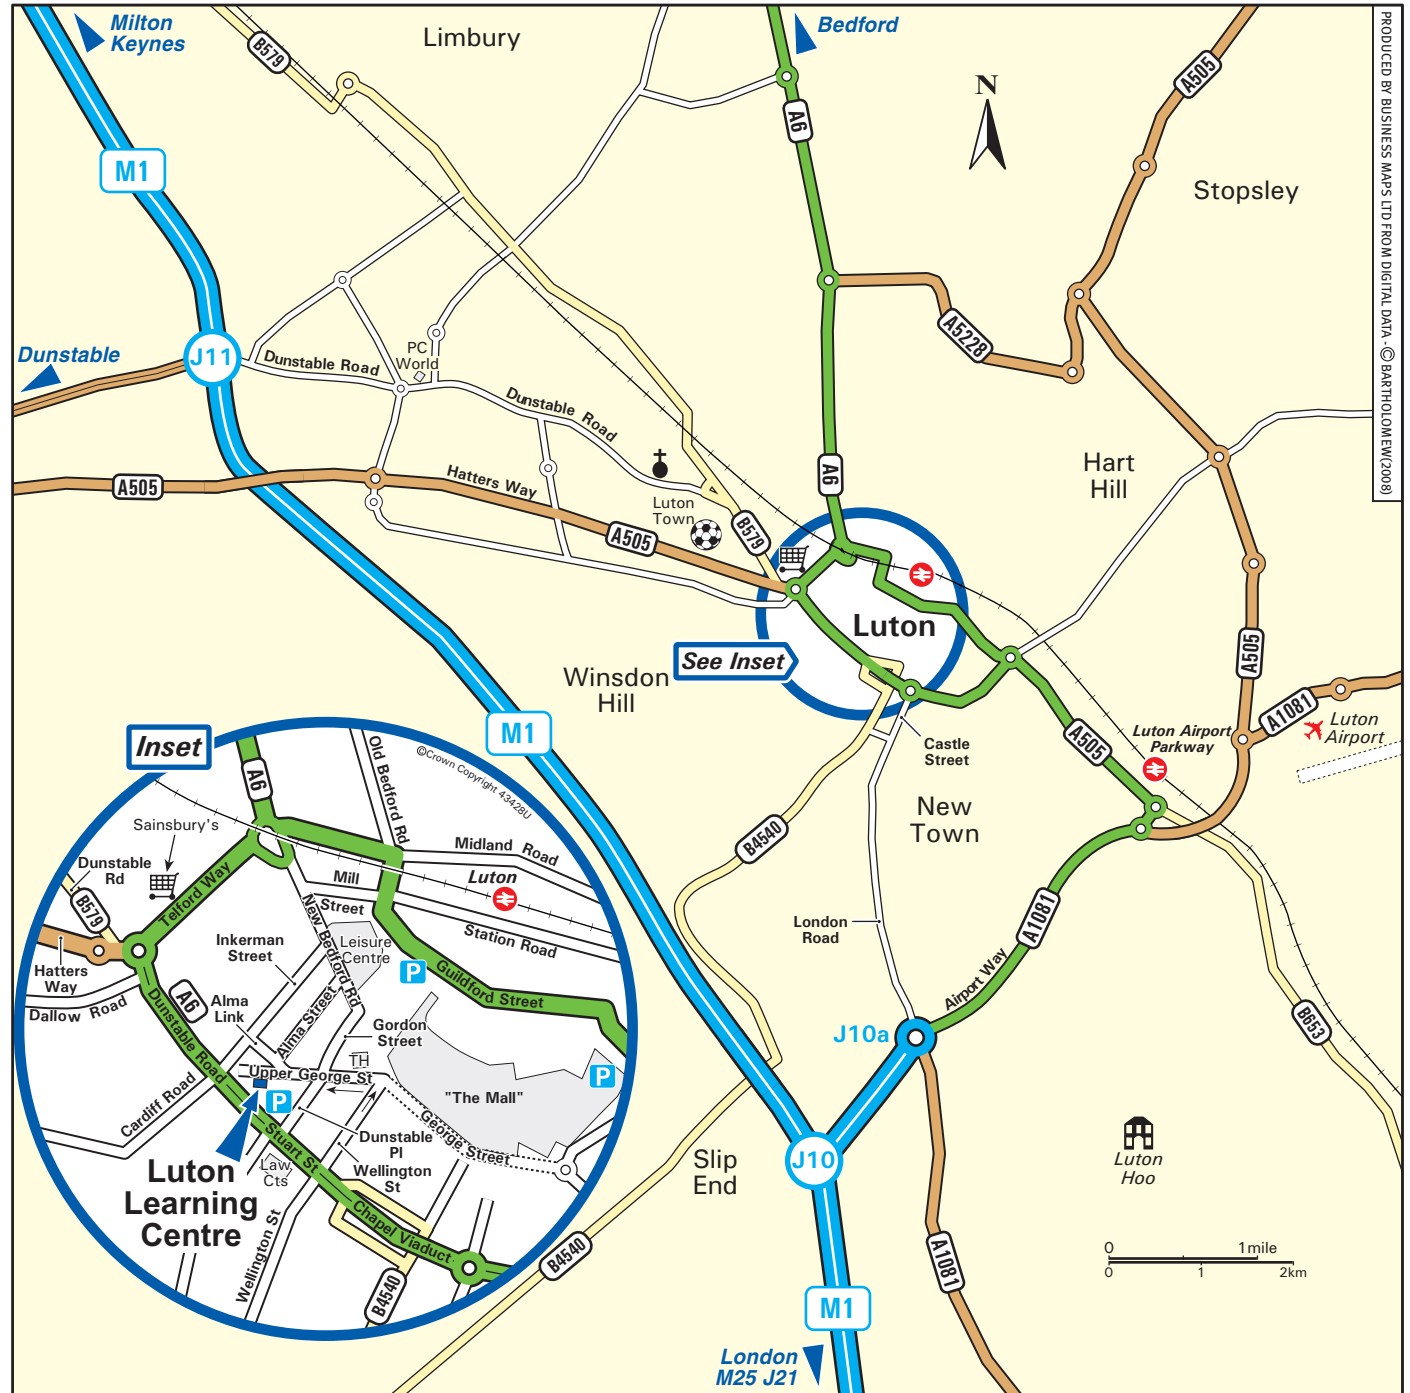 Milton
Keynes
B579
Limbury
Bedford
N
A505
PRODUCED BY BUSINESS MAPS LTD FROM DIGITAL DATA - © BARTHOLOMEW(2008)
A6
M1
Stopsley
Dunstable
J11
Dunstable Road
PC
World
A5228
Dunstable Road
Hart
Hill
A505
Hatters Way
Luton
Town
A6
B579
A505
Luton
See Inset
Winsdon
Hill
A505
A1081
Luton
Airport
Luton Airport
Parkway
A505
Castle
Street
M1
New
Town
B4540
London
Road
A1081
Airport Way
J10a
B653
J10
Slip
End
Luton
Hoo
A1081
B4540
0 1mile
0 1 2km
M1
London
M25 J21
Inset
©Crown Copyright 43428U
A6
Old Bedford Rd
Sainsbury's
Midland Road
Dunstable
Rd
Telford Way
Mill
Street
Luton
B579
New Bedford Rd
Station Road
Inkerman
Street
Leisure
Centre
P
Hatters
Way
Guildford Street
Dallow Road
A6
Alma
Link
Alma Street
Gordon
Street
Dunstable Road
TH
Upper George St
P
P
"The Mall"
Cardiff Road
George Street
Stuart St
Dunstable
Pl
Law
Cts
Wellington
St
Luton
Learning
Centre
Wellington St
Chapel Viaduct
B4540